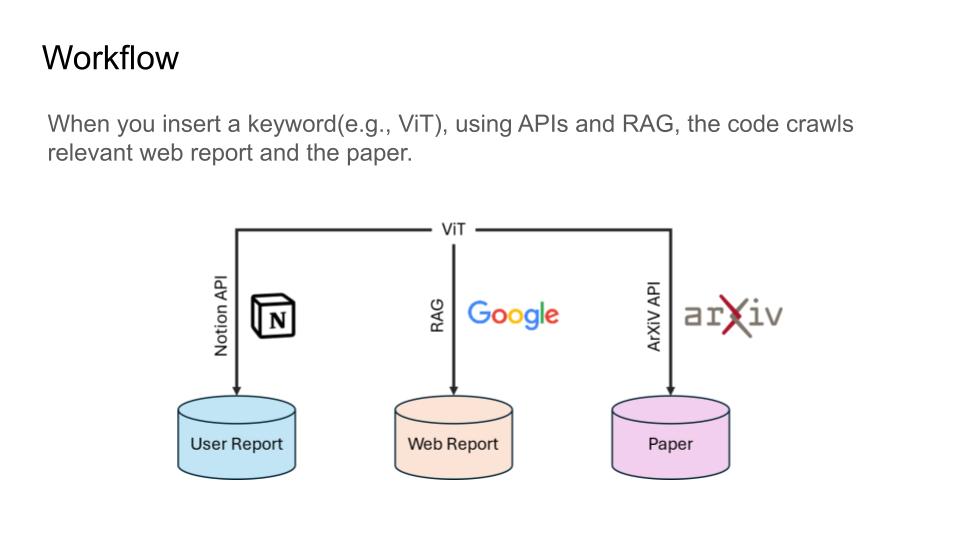 Workflow
When you insert a keyword(e.g., ViT), using APIs and RAG, the code crawls
relevant web report and the paper.
ViT
Notion API
N
RAG
Google
ArXiV API
arXiv
User Report
Web Report
Paper